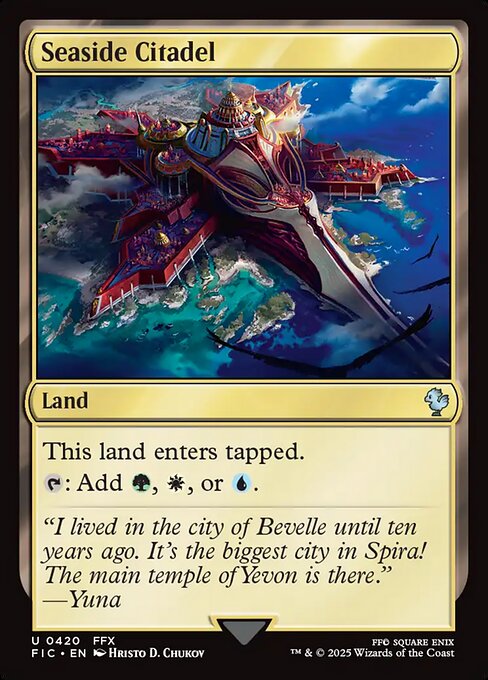 Seaside Citadel
Land
This land enters tapped.
: Add , , or .
“I lived in the city of Bevelle until ten
years ago. It’s the biggest city in Spira!
The main temple of Yevon is there.”
—Yuna
U 0420 FFX
FIC • EN Hristo D. Chukov
FF© SQUARE ENIX
™ & © 2025 Wizards of the Coast